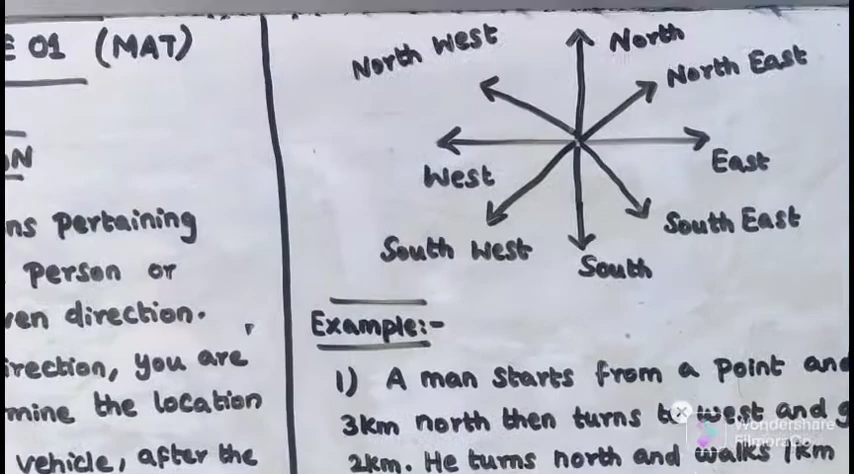 01 (MAT)
ns pertaining
person or
ven direction.
irection, you are
mine the location
vehicle, after the
North West
North
North East
West
East
South West
South East
South
Example:-
1) A man starts from a point and
3km north then turns to west and g
2km. He turns north and walks 1km
Wondershare
Filmora